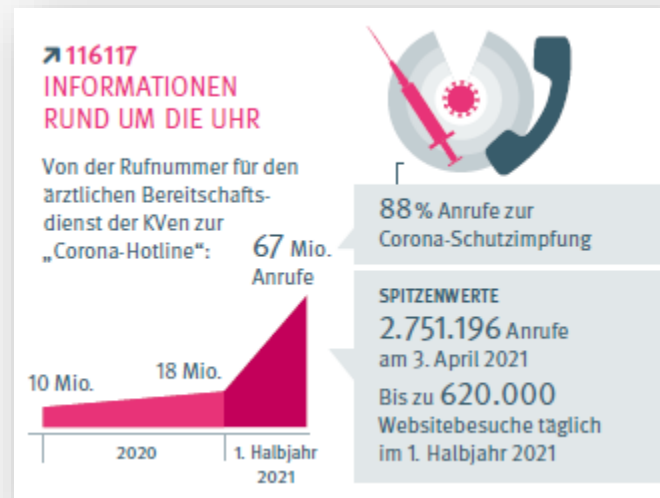 ↗116117
INFORMATIONEN
RUND UM DIE UHR
Von der Rufnummer für den
ärztlichen Bereitschafts-
dienst der KVen zur
„Corona-Hotline“:
67 Mio.
Anrufe
10 Mio.
18 Mio.
2020
1. Halbjahr
2021
88 % Anrufe zur
Corona-Schutzimpfung
SPITZENWERTE
2.751.196 Anrufe
am 3. April 2021
Bis zu 620.000
Websitebesuche täglich
im 1. Halbjahr 2021